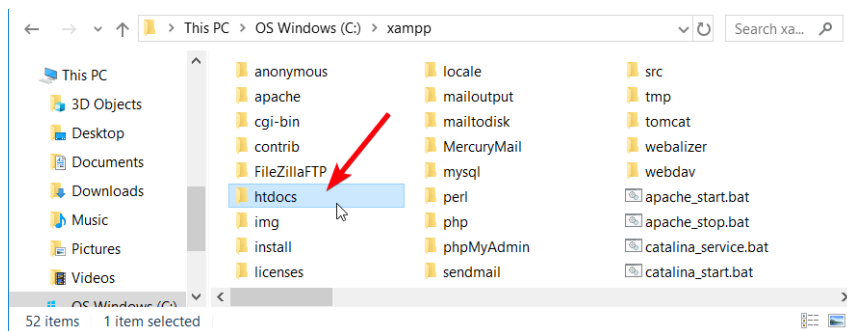 This PC > OS Windows (C:) > xampp
Search xa...
This PC
3D Objects
Desktop
Documents
Downloads
Music
Pictures
Videos
OS Windows (C:)
anonymous
apache
cgi-bin
contrib
FileZillaFTP
htdocs
img
install
licenses
locale
mailoutput
mailtodisk
MercuryMail
mysql
perl
php
phpMyAdmin
sendmail
src
tmp
tomcat
webalizer
webdav
apache_start.bat
apache_stop.bat
catalina_service.bat
catalina_start.bat
52 items
1 item selected